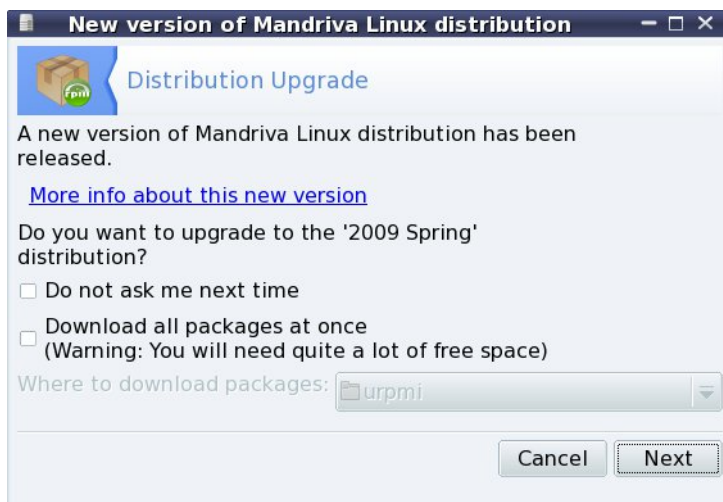 New version of Mandriva Linux distribution
rpm
Distribution Upgrade
A new version of Mandriva Linux distribution has been
released.
More info about this new version
Do you want to upgrade to the '2009 Spring'
distribution?
Do not ask me next time
Download all packages at once
(Warning: You will need quite a lot of free space)
Where to download packages: urpmi
Cancel Next